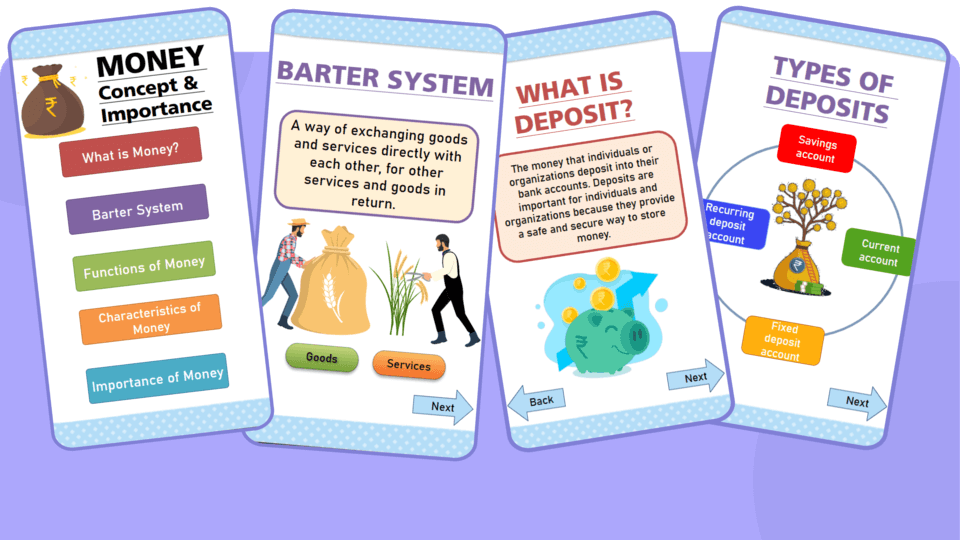 MONEY
Concept &
Importance
₹
What is Money?
Barter System
Functions of Money
Characteristics of
Money
Importance of Money
BARTER SYSTEM
A way of exchanging goods
and services directly with
each other, for other
services and goods in
return.
Goods
Services
Next
WHAT IS
DEPOSIT?
The money that individuals or
organizations deposit into their
bank accounts. Deposits are
important for individuals and
organizations because they provide
a safe and secure way to store
money.
₹
₹
₹
Back
Next
TYPES OF
DEPOSITS
Savings
account
Recurring
deposit
account
Current
account
₹
Fixed
deposit
account
Next